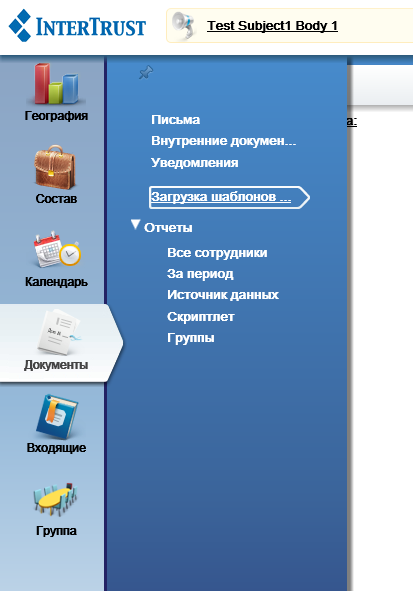 INTERTRUST
Test Subject1 Body 1
География
Состав
Календарь
Документы
Входящие
Группа
Письма
Внутренние докумен...
Уведомления
Загрузка шаблонов ...
Отчеты
Все сотрудники
За период
Источник данных
Скриптлет
Группы
а: